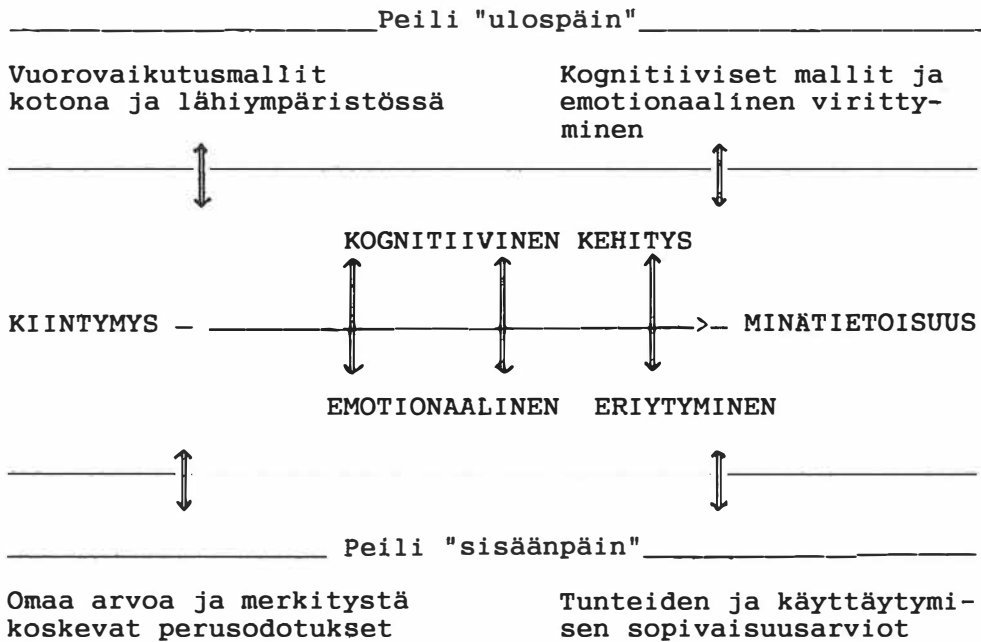 Peili "ulospäin"
Vuorovaikutusmallit
kotona ja lähiympäristössä
Kognitiiviset mallit ja
emotionaalinen viritty-
minen
KOGNITIIVINEN KEHITYS
KIINTYMYS – > – MINÄTIETOISUUS
EMOTIONAALINEN ERIYTYMINEN
Peili "sisäänpäin"
Omaa arvoa ja merkitystä
koskevat perusodotukset
Tunteiden ja käyttäytymi-
sen sopivaisuusarviot